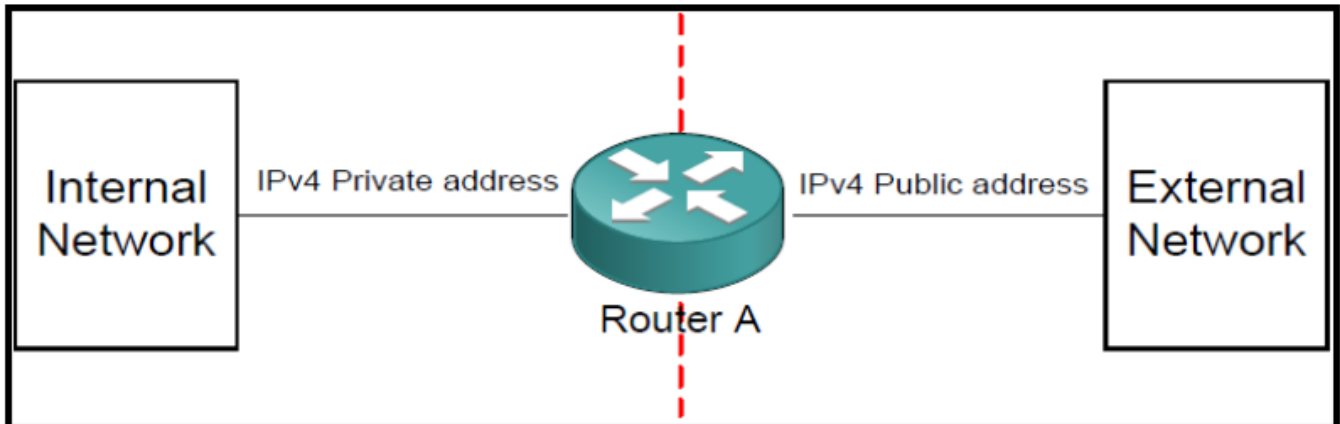 Internal
Network
IPv4 Private address
IPv4 Public address
External
Network
Router A